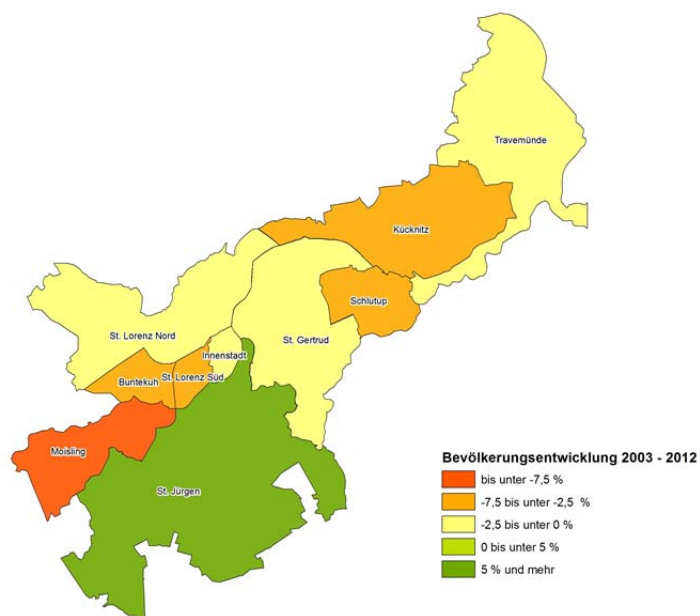 Travemünde
Kücknitz
Schlutup
St. Lorenz Nord
Innenstadt
St. Gertrud
Buntekuh
St. Lorenz Süd
Moisling
St. Jürgen
Bevölkerungsentwicklung 2003 - 2012
bis unter -7,5 %
-7,5 bis unter -2,5 %
-2,5 bis unter 0 %
0 bis unter 5 %
5 % und mehr